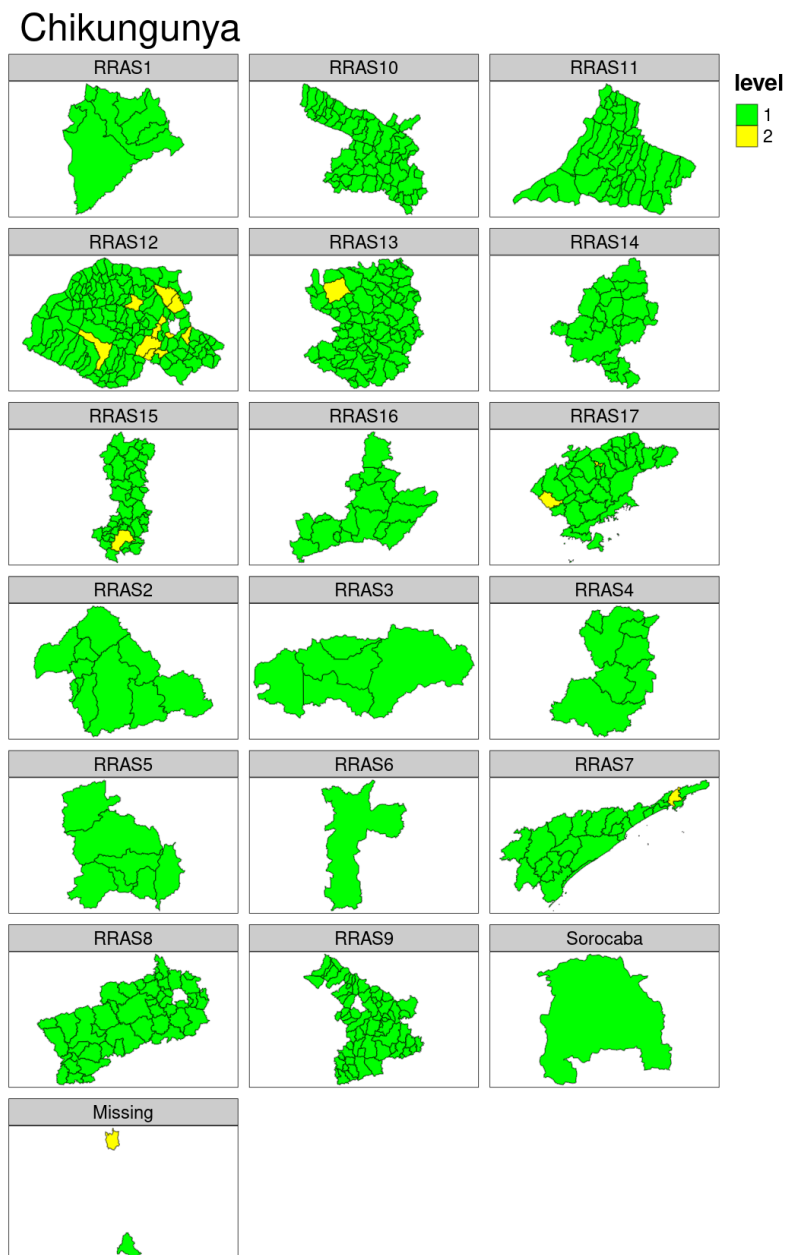 Chikungunya
RRAS1
RRAS10
RRAS11
level
1
2
RRAS12
RRAS13
RRAS14
RRAS15
RRAS16
RRAS17
RRAS2
RRAS3
RRAS4
RRAS5
RRAS6
RRAS7
RRAS8
RRAS9
Sorocaba
Missing